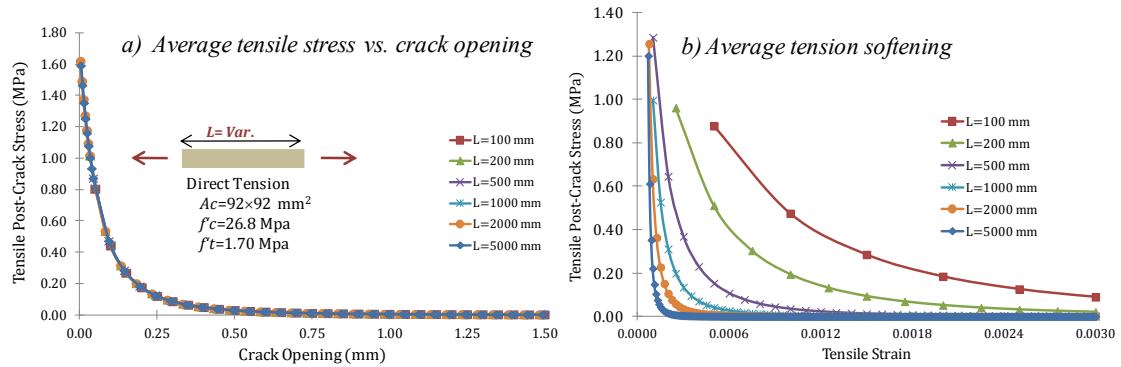 a) Average tensile stress vs. crack opening
Tensile Post-Crack Stress (MPa)
1.80
1.60
1.40
1.20
1.00
0.80
0.60
0.40
0.20
0.00
L= Var.
Direct Tension
Ac=92×92 mm²
f'c=26.8 Mpa
f't=1.70 Mpa
L=100 mm
L=200 mm
L=500 mm
L=1000 mm
L=2000 mm
L=5000 mm
0.00 0.25 0.50 0.75 1.00 1.25 1.50
Crack Opening (mm)
b) Average tension softening
Tensile Post-Crack Stress (MPa)
1.40
1.20
1.00
0.80
0.60
0.40
0.20
0.00
L=100 mm
L=200 mm
L=500 mm
L=1000 mm
L=2000 mm
L=5000 mm
0.0000 0.0006 0.0012 0.0018 0.0024 0.0030
Tensile Strain